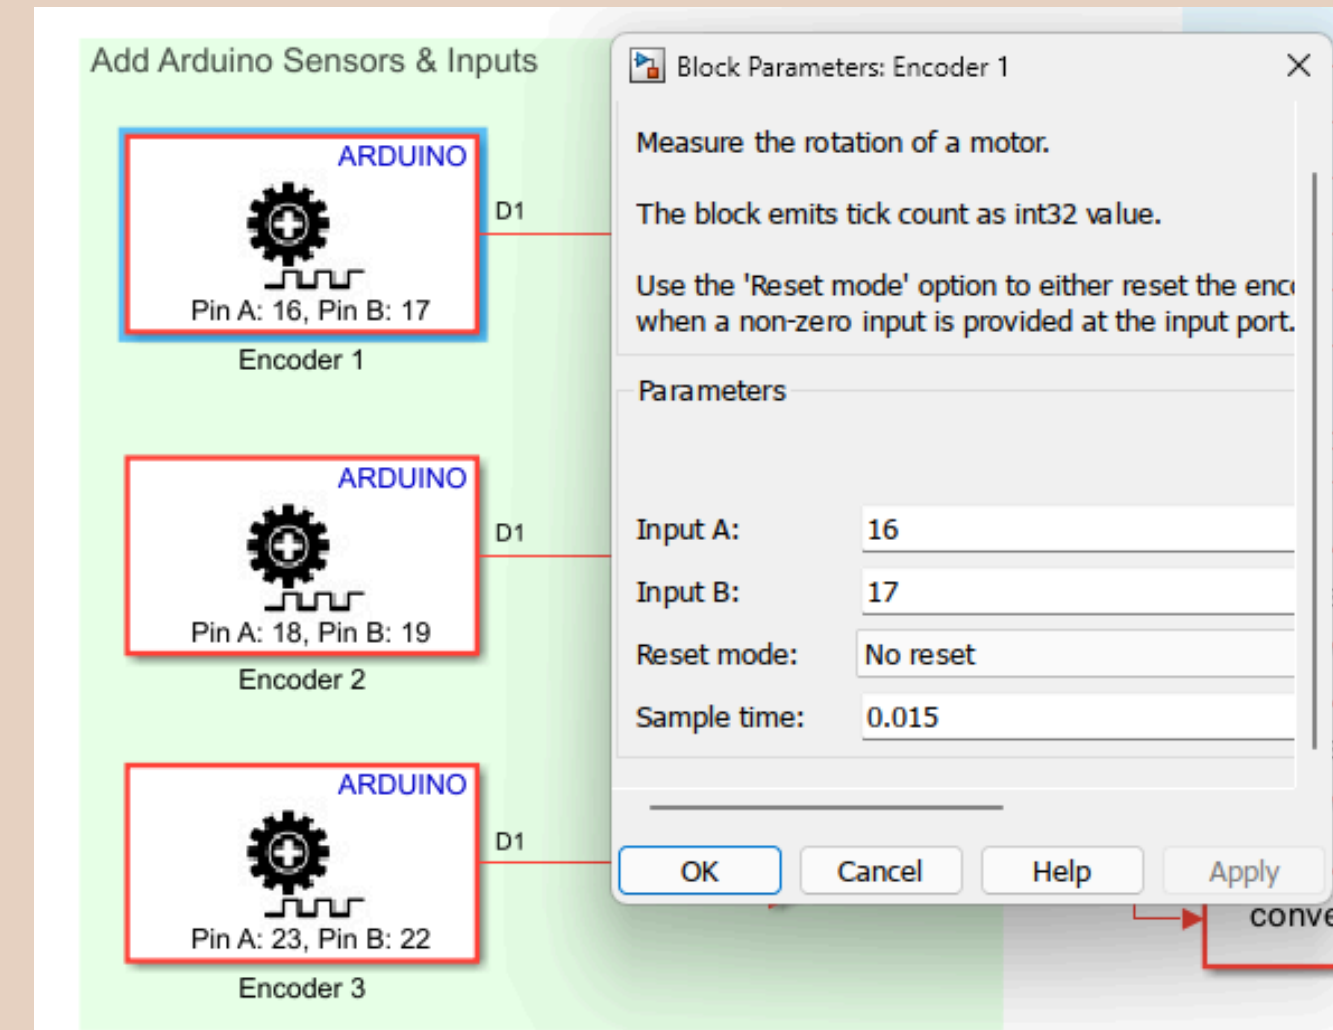 Add Arduino Sensors & Inputs
ARDUINO
D1
Pin A: 16, Pin B: 17
Encoder 1
ARDUINO
D1
Pin A: 18, Pin B: 19
Encoder 2
ARDUINO
D1
Pin A: 23, Pin B: 22
Encoder 3
Block Parameters: Encoder 1
Measure the rotation of a motor.
The block emits tick count as int32 value.
Use the 'Reset mode' option to either reset the
when a non-zero input is provided at the input port.
Parameters
Input A: 16
Input B: 17
Reset mode: No reset
Sample time: 0.015
OK Cancel Help Apply